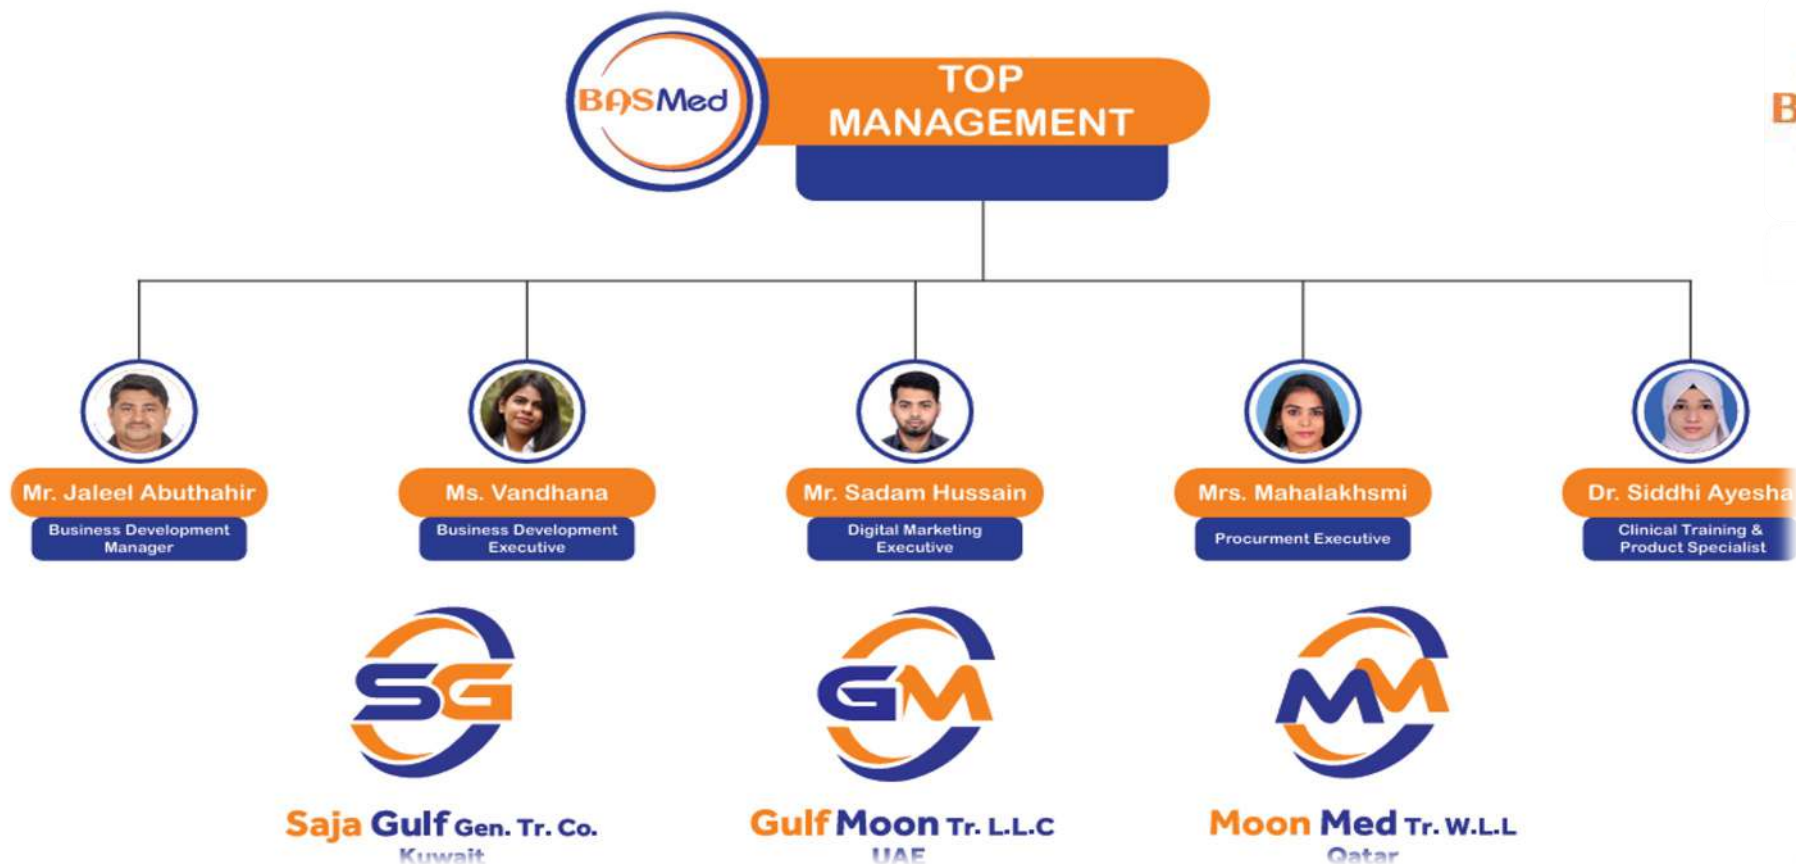 BASMed
TOP
MANAGEMENT
B
Mr. Jaleel Abuthahir
Business Development
Manager
Ms. Vandhana
Business Development
Executive
Mr. Sadam Hussain
Digital Marketing
Executive
Mrs. Mahalakhsmi
Procurment Executive
Dr. Siddhi Ayesha
Clinical Training &
Product Specialist
SG
GM
MM
Saja Gulf Gen. Tr. Co.
Kuwait
Gulf Moon Tr. L.L.C
UAE
Moon Med Tr. W.L.L
Qatar